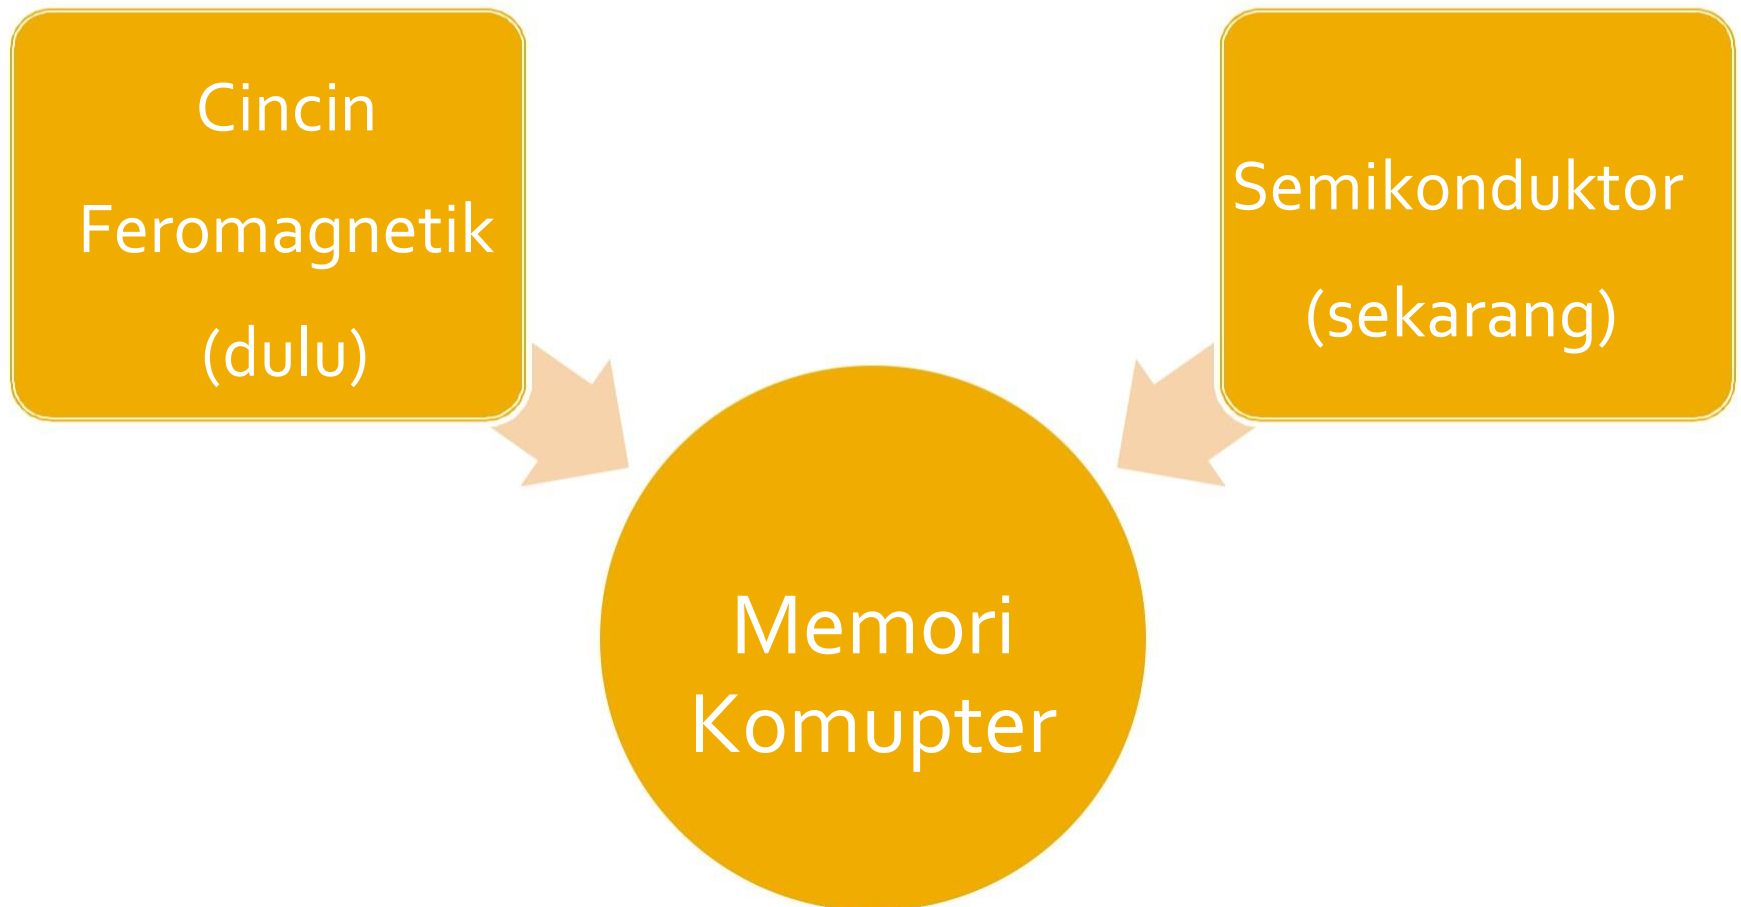 Cincin
Feromagnetik
(dulu)
Semikonduktor
(sekarang)
Memori
Komupter